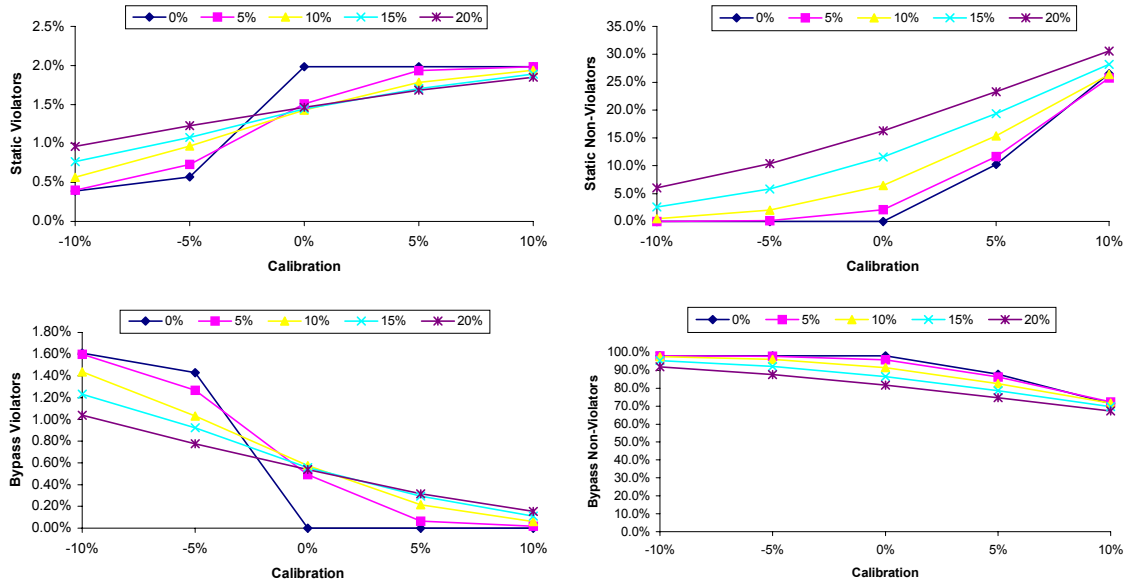 0% 5% 10% 15% 20%
2.5%
2.0%
1.5%
1.0%
0.5%
0.0%
Static Violators
-10% -5% 0% 5% 10%
Calibration
0% 5% 10% 15% 20%
35.0%
30.0%
25.0%
20.0%
15.0%
10.0%
5.0%
0.0%
Static Non-Violators
-10% -5% 0% 5% 10%
Calibration
0% 5% 10% 15% 20%
1.80%
1.60%
1.40%
1.20%
1.00%
0.80%
0.60%
0.40%
0.20%
0.00%
Bypass Violators
-10% -5% 0% 5% 10%
Calibration
0% 5% 10% 15% 20%
100.0%
90.0%
80.0%
70.0%
60.0%
50.0%
40.0%
30.0%
20.0%
10.0%
0.0%
Bypass Non-Violators
-10% -5% 0% 5% 10%
Calibration